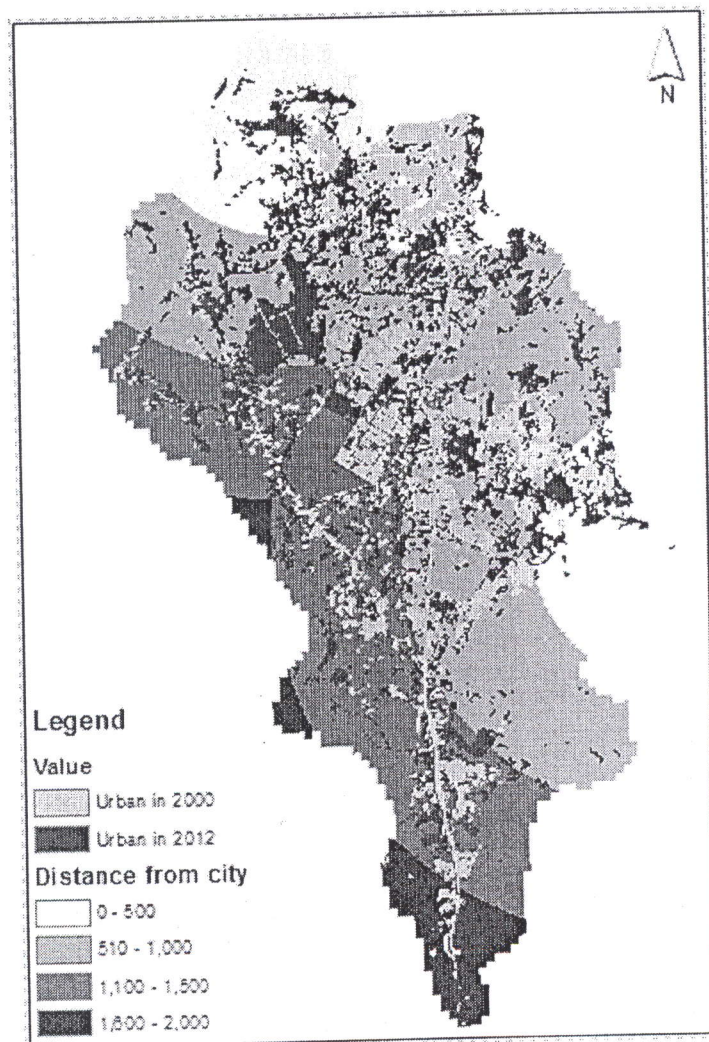 N
Legend
Value
Urban in 2000
Urban in 2012
Distance from city
0 - 500
510 - 1,000
1,100 - 1,500
1,600 - 2,000